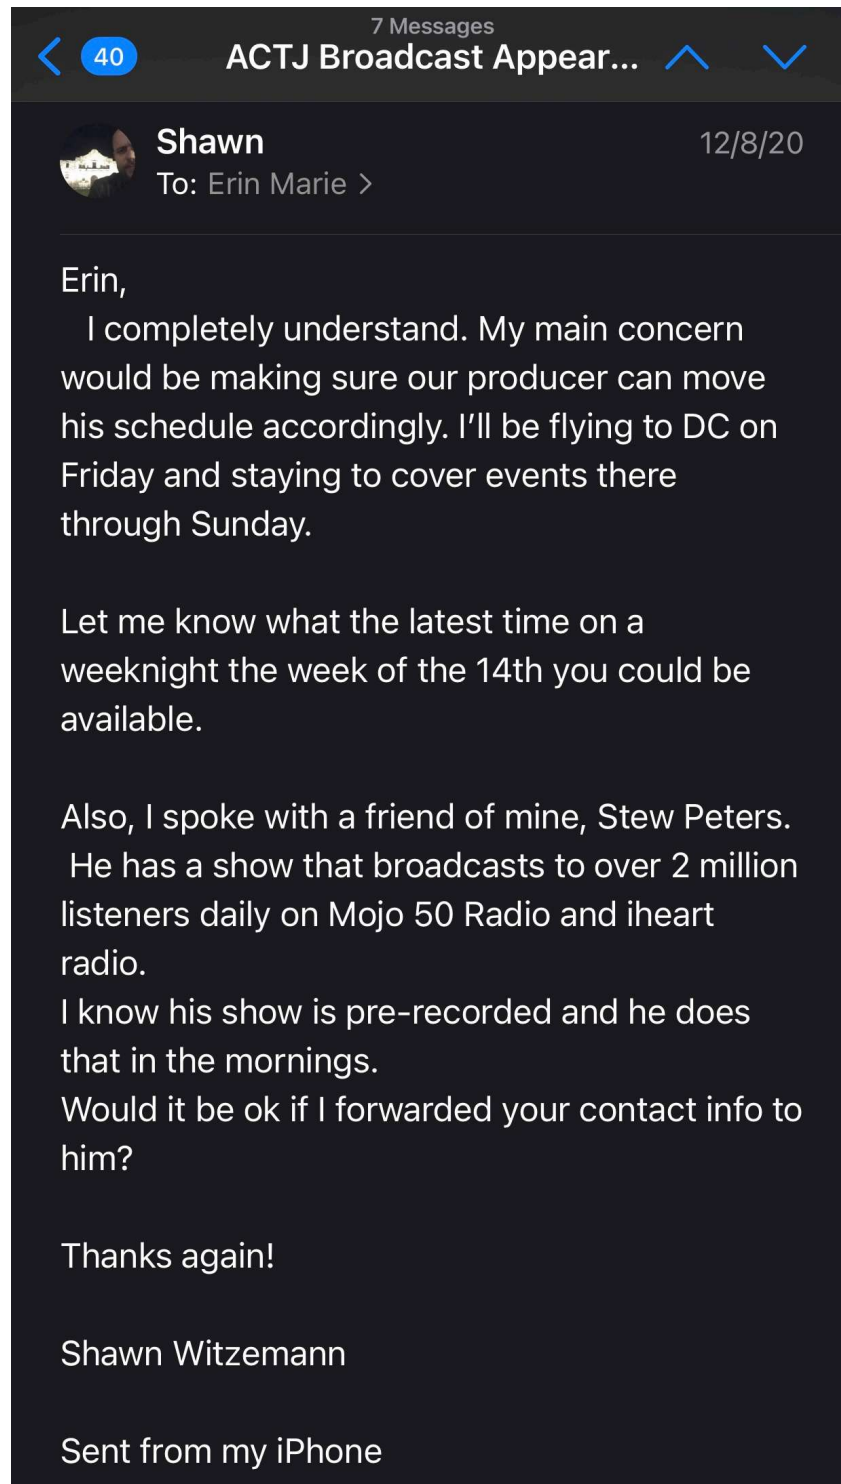 7 Messages
40
ACTJ Broadcast Appear...
Shawn
12/8/20
To: Erin Marie >
Erin,
I completely understand. My main concern
would be making sure our producer can move
his schedule accordingly. I'll be flying to DC on
Friday and staying to cover events there
through Sunday.
Let me know what the latest time on a
weeknight the week of the 14th you could be
available.
Also, I spoke with a friend of mine, Stew Peters.
He has a show that broadcasts to over 2 million
listeners daily on Mojo 50 Radio and iheart
radio.
I know his show is pre-recorded and he does
that in the mornings.
Would it be ok if I forwarded your contact info to
him?
Thanks again!
Shawn Witzemann
Sent from my iPhone